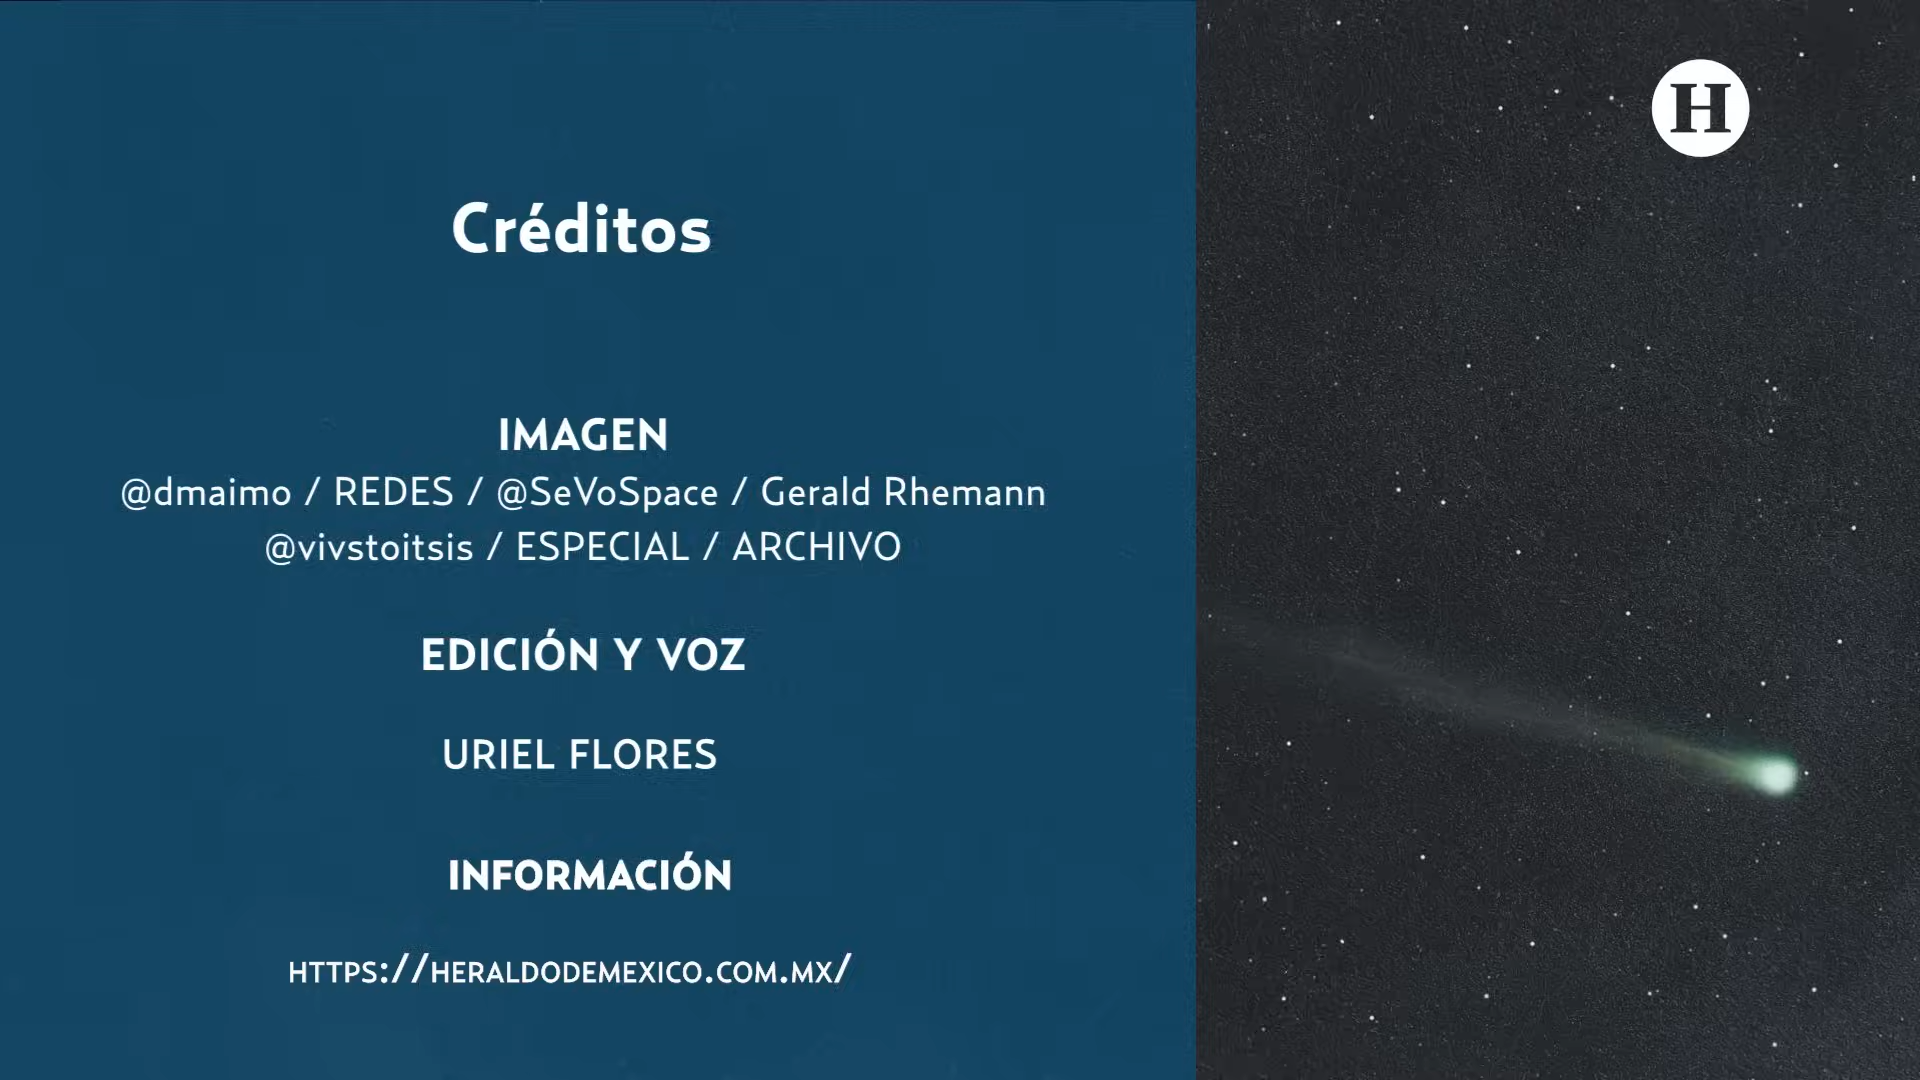 H
Créditos
IMAGEN
@dmaimo / REDES / @SeVoSpace / Gerald Rhemann
@vivstoitsis / ESPECIAL / ARCHIVO
EDICIÓN Y VOZ
URIEL FLORES
INFORMACIÓN
HTTPS://HERALDODEMEXICO.COM.MX/